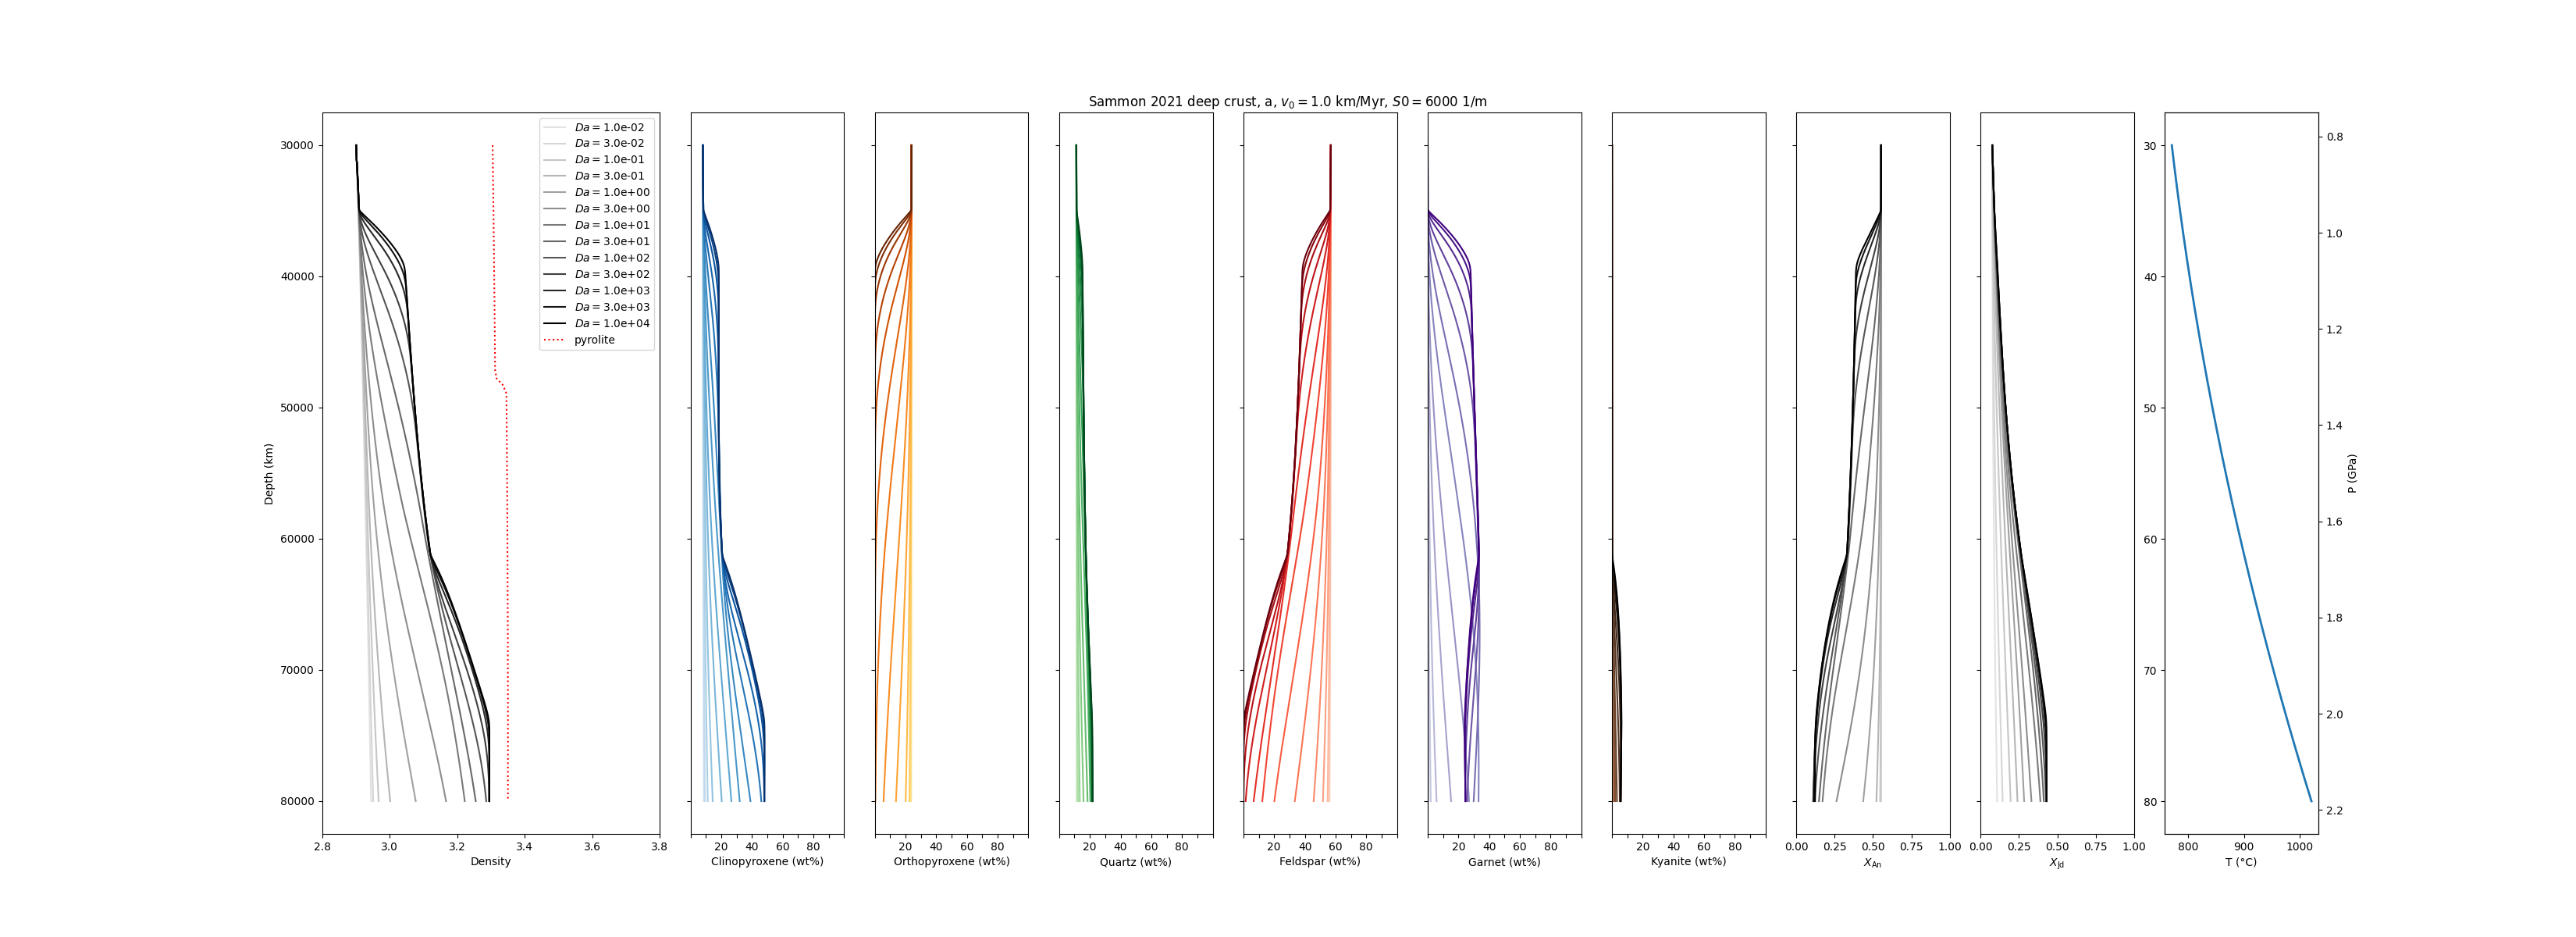 Sammon 2021 deep crust, a, v₀ = 1.0 km/Myr, S0 = 6000 1/m
Da = 1.0e-02
Da = 3.0e-02
Da = 1.0e-01
Da = 3.0e-01
Da = 1.0e+00
Da = 3.0e+00
Da = 1.0e+01
Da = 3.0e+01
Da = 1.0e+02
Da = 3.0e+02
Da = 1.0e+03
Da = 3.0e+03
Da = 1.0e+04
pyrolite
Depth (km)
30000
40000
50000
60000
70000
80000
2.8 3.0 3.2 3.4 3.6 3.8
Density
20 40 60 80
Clinopyroxene (wt%)
20 40 60 80
Orthopyroxene (wt%)
20 40 60 80
Quartz (wt%)
20 40 60 80
Feldspar (wt%)
20 40 60 80
Garnet (wt%)
20 40 60 80
Kyanite (wt%)
0.00 0.25 0.50 0.75 1.00
X_An
0.00 0.25 0.50 0.75 1.00
X_Jd
30
40
50
60
70
80
800 900 1000
T (°C)
0.8
1.0
1.2
1.4
1.6
1.8
2.0
2.2
P (GPa)